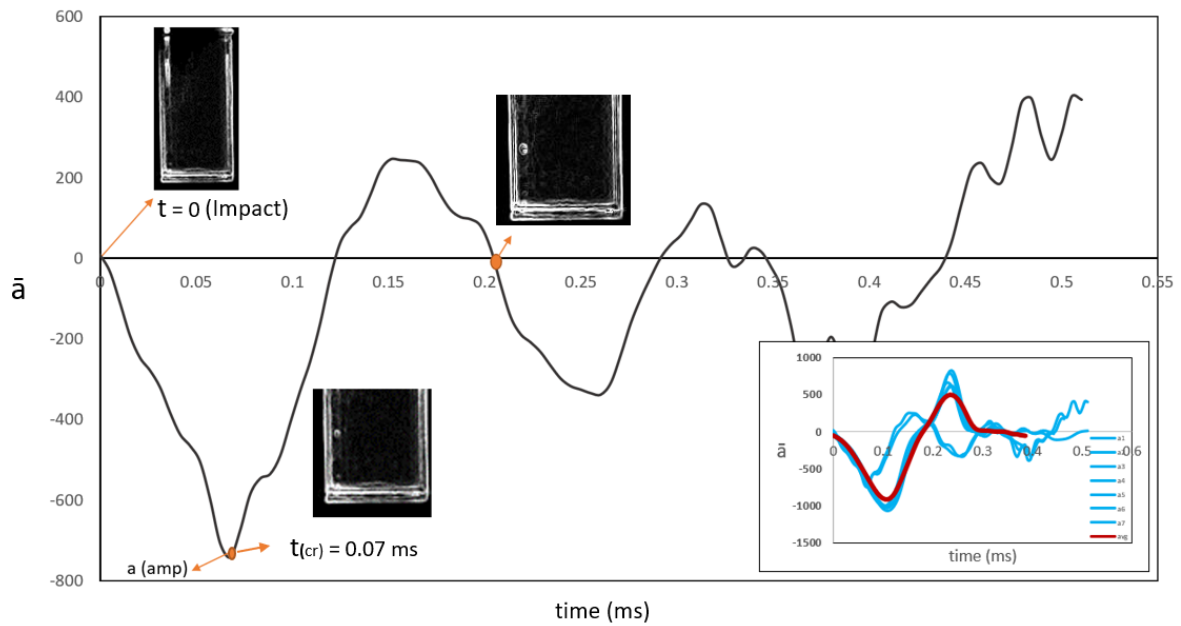 600
400
200
0
-200
-400
-600
-800
ā
0 0.05 0.1 0.15 0.2 0.25 0.3 0.35 0.4 0.45 0.5 0.55
time (ms)
t = 0 (Impact)
t(cr) = 0.07 ms
a (amp)
1000
500
0
-500
-1000
-1500
ā
0 0.1 0.2 0.3 0.4 0.5 0.6
time (ms)
a1
a2
a3
a4
a5
a6
a7
avg